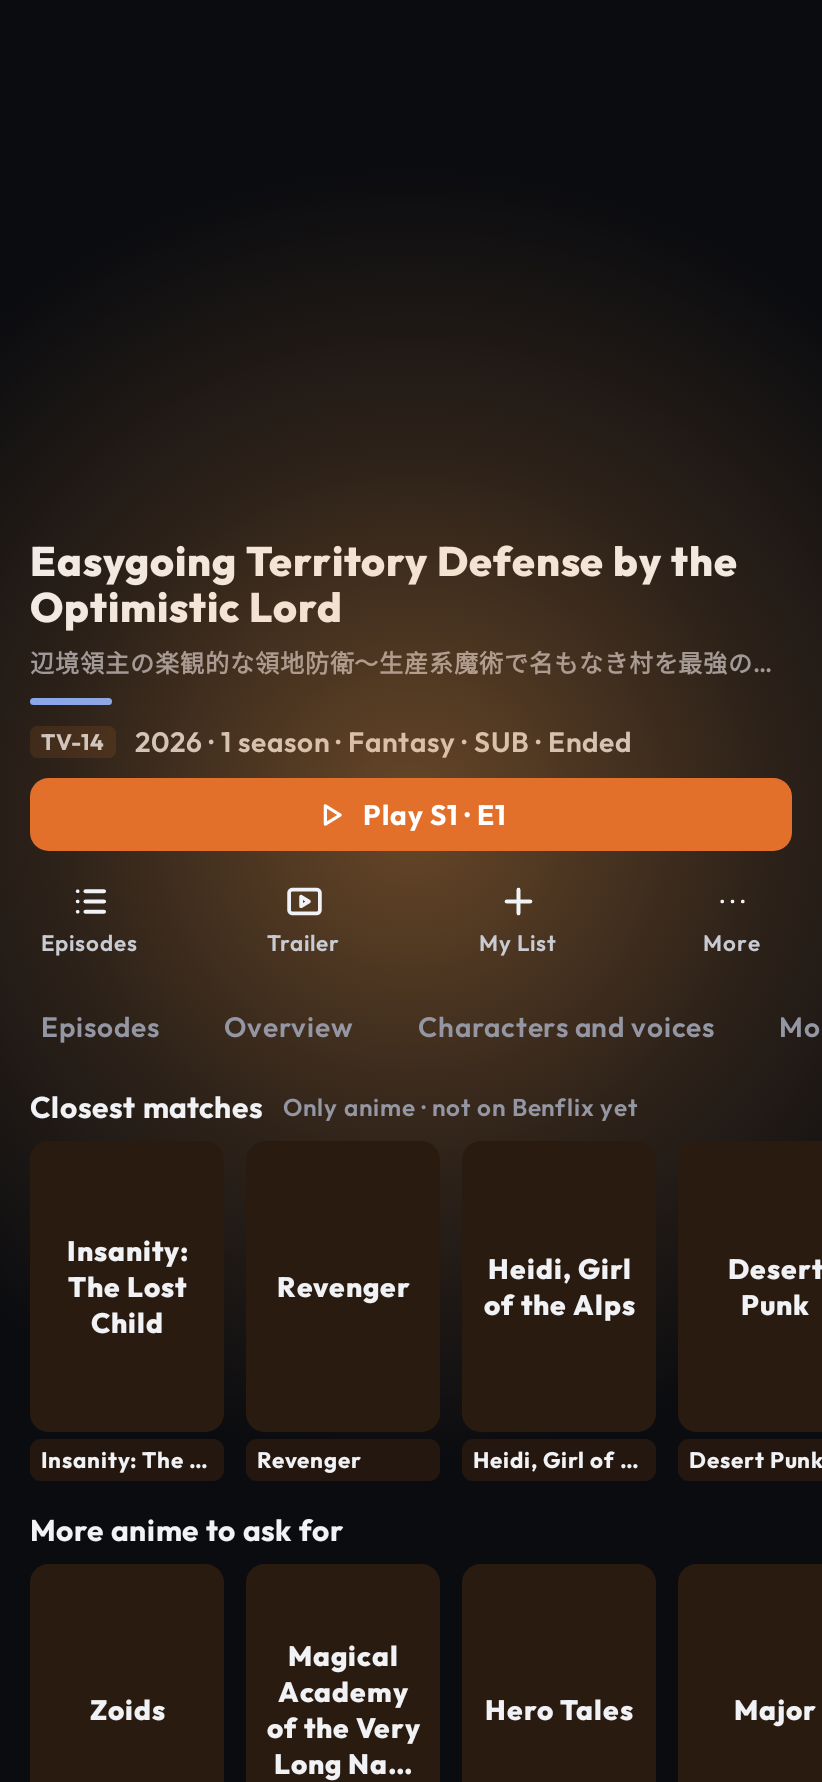 Easygoing Territory Defense by the
Optimistic Lord
辺境領主の楽観的な領地防衛〜生産系魔術で名もなき村を最強の...
TV-14 2026 · 1 season · Fantasy · SUB · Ended
Play S1 · E1
Episodes Trailer My List More
Episodes Overview Characters and voices Mo
Closest matches Only anime · not on Benflix yet
Insanity:
The Lost
Child
Revenger
Heidi, Girl
of the Alps
Desert
Punk
Insanity: The ... Revenger Heidi, Girl of ... Desert Punk
More anime to ask for
Zoids
Magical
Academy
of the Very
Long Na...
Hero Tales
Major